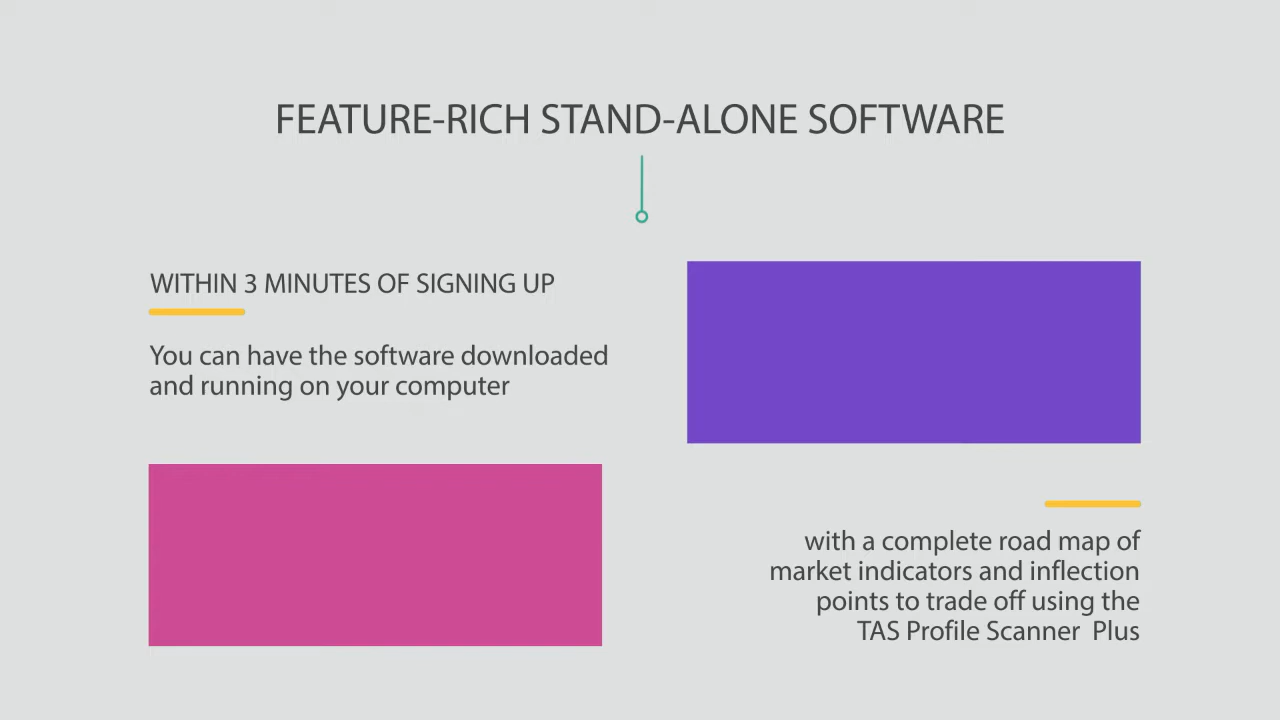 FEATURE-RICH STAND-ALONE SOFTWARE
WITHIN 3 MINUTES OF SIGNING UP
You can have the software downloaded
and running on your computer
with a complete road map of
market indicators and inflection
points to trade off using the
TAS Profile Scanner  Plus